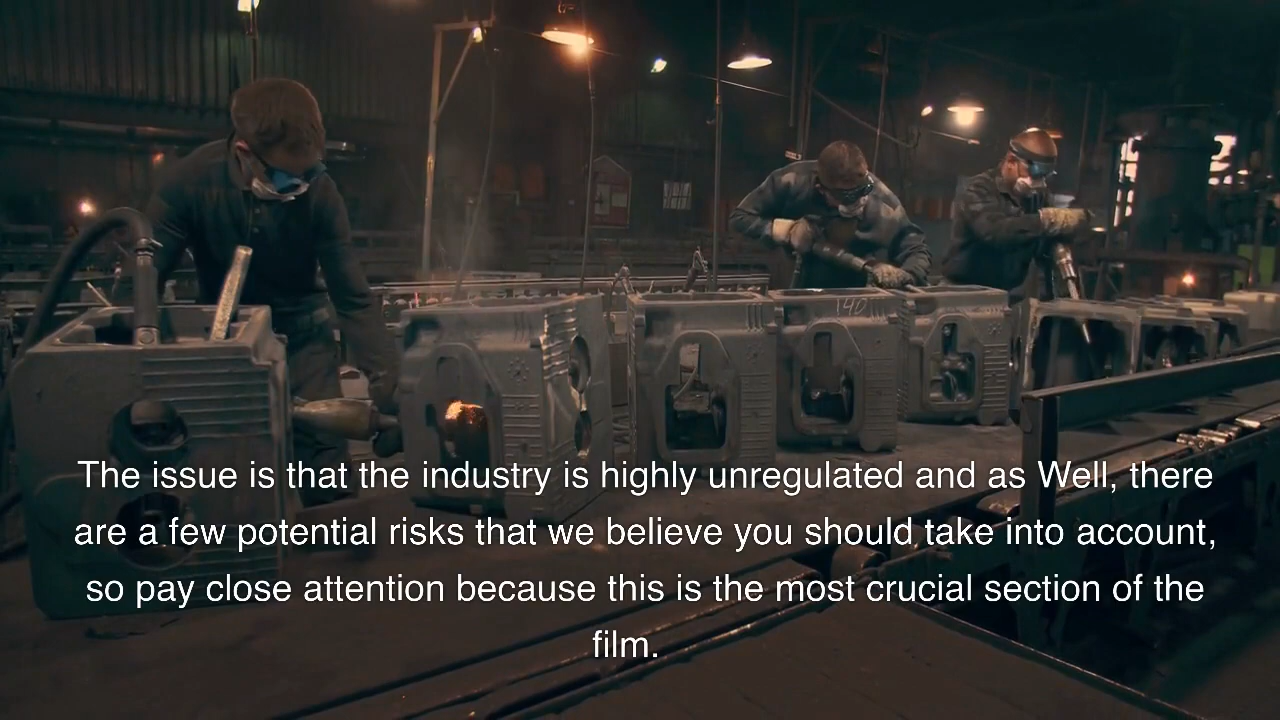 140
The issue is that the industry is highly unregulated and as Well, there
are a few potential risks that we believe you should take into account,
so pay close attention because this is the most crucial section of the
film.